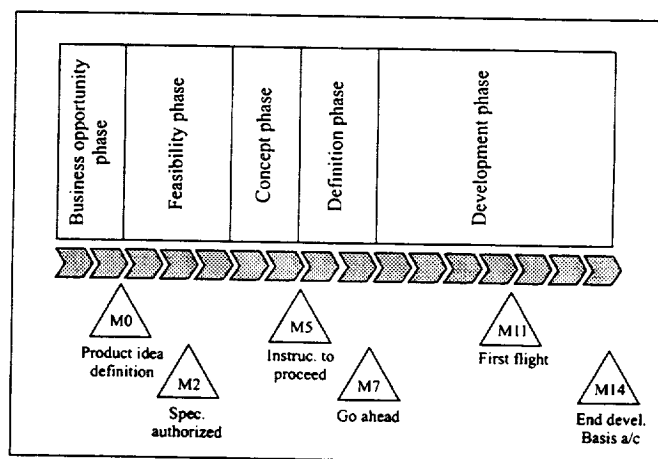 Business opportunity
phase
Feasibility phase
Concept phase
Definition phase
Development phase
M0
Product idea
definition
M2
Spec.
authorized
M5
Instruc. to
proceed
M7
Go ahead
M11
First flight
M14
End devel.
Basis a/c